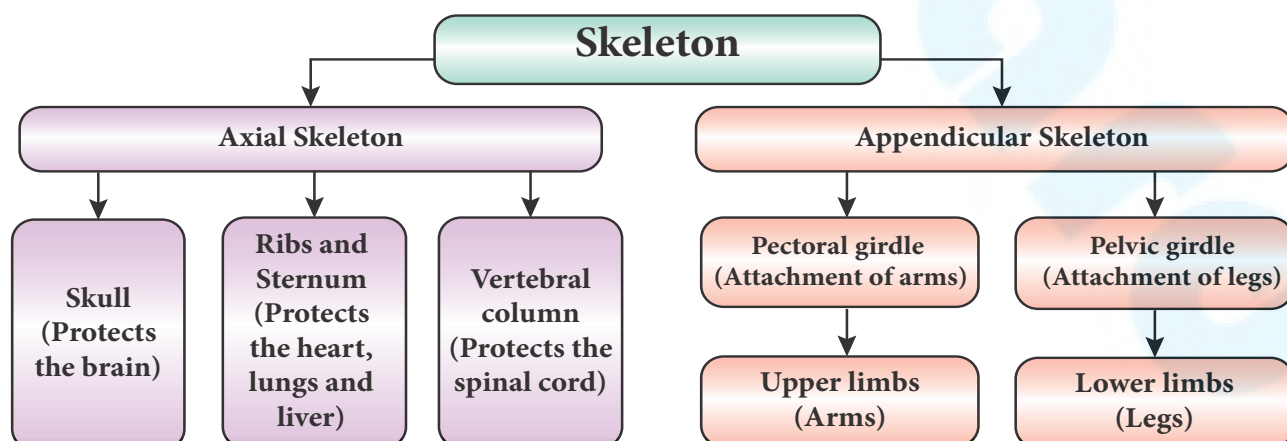 Skeleton
Axial Skeleton
Appendicular Skeleton
Skull
(Protects
the brain)
Ribs and
Sternum
(Protects
the heart,
lungs and
liver)
Vertebral
column
(Protects the
spinal cord)
Pectoral girdle
(Attachment of arms)
Pelvic girdle
(Attachment of legs)
Upper limbs
(Arms)
Lower limbs
(Legs)